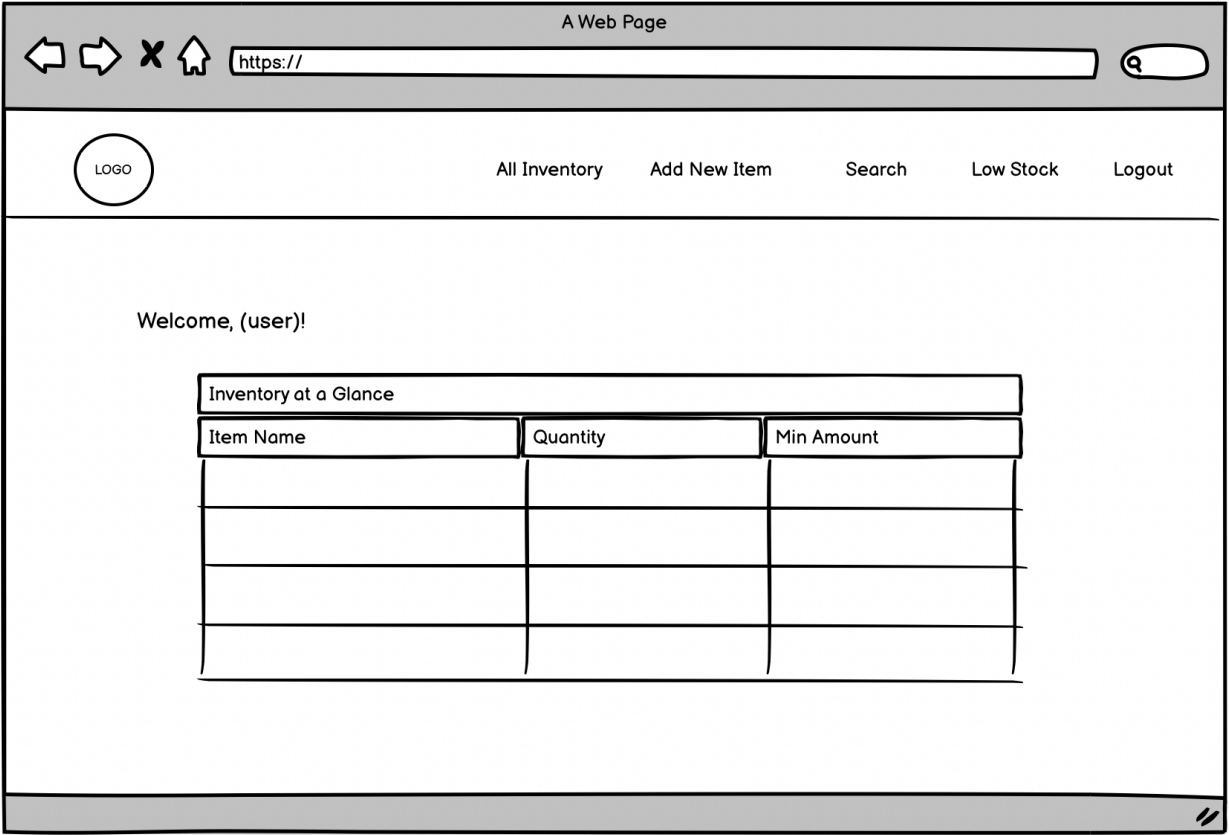 A Web Page
https://
LOGO
All Inventory Add New Item Search Low Stock Logout
Welcome, (user)!
Inventory at a Glance
Item Name Quantity Min Amount